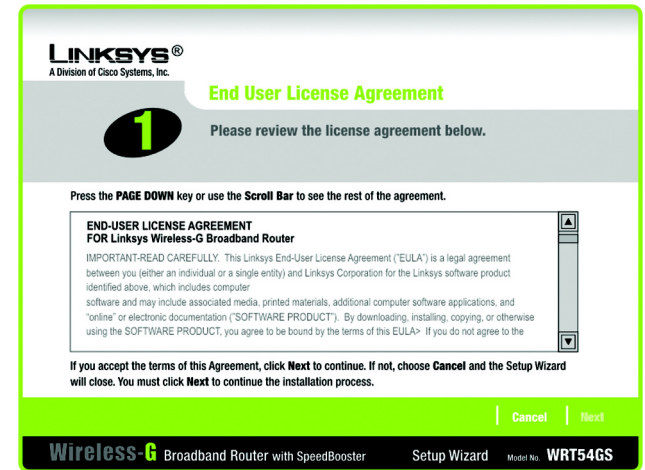 LINKSYS®
A Division of Cisco Systems, Inc.
End User License Agreement
1
Please review the license agreement below.
Press the PAGE DOWN key or use the Scroll Bar to see the rest of the agreement.
END-USER LICENSE AGREEMENT
FOR Linksys Wireless-G Broadband Router
IMPORTANT-READ CAREFULLY. This Linksys End-User License Agreement ("EULA") is a legal agreement
between you (either an individual or a single entity) and Linksys Corporation for the Linksys software product
identified above, which includes computer
software and may include associated media, printed materials, additional computer software applications, and
"online" or electronic documentation ("SOFTWARE PRODUCT"). By downloading, installing, copying, or otherwise
using the SOFTWARE PRODUCT, you agree to be bound by the terms of this EULA> If you do not agree to the
If you accept the terms of this Agreement, click Next to continue. If not, choose Cancel and the Setup Wizard
will close. You must click Next to continue the installation process.
Cancel Next
Wireless-G Broadband Router with SpeedBooster Setup Wizard Model No. WRT54GS